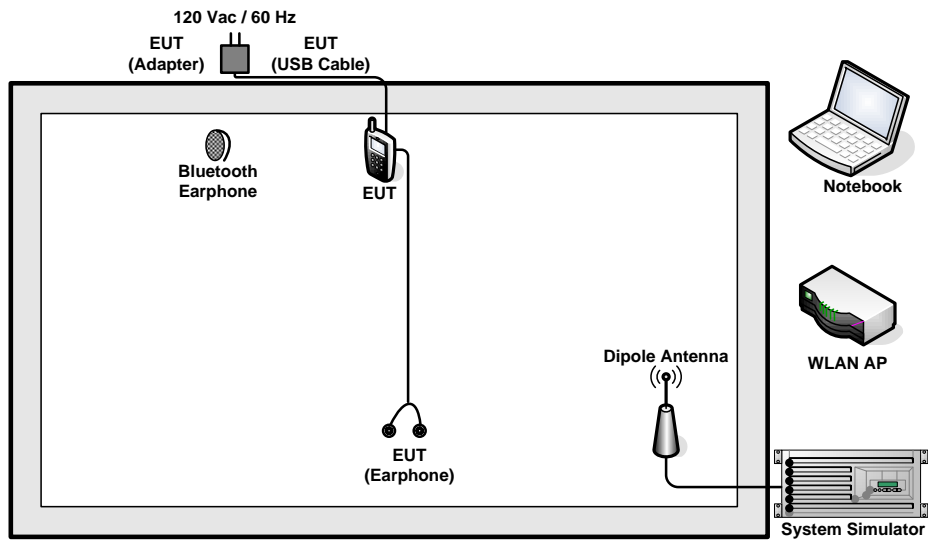 120 Vac / 60 Hz
EUT
(Adapter)
EUT
(USB Cable)
Bluetooth
Earphone
EUT
Notebook
WLAN AP
Dipole Antenna
EUT
(Earphone)
System Simulator